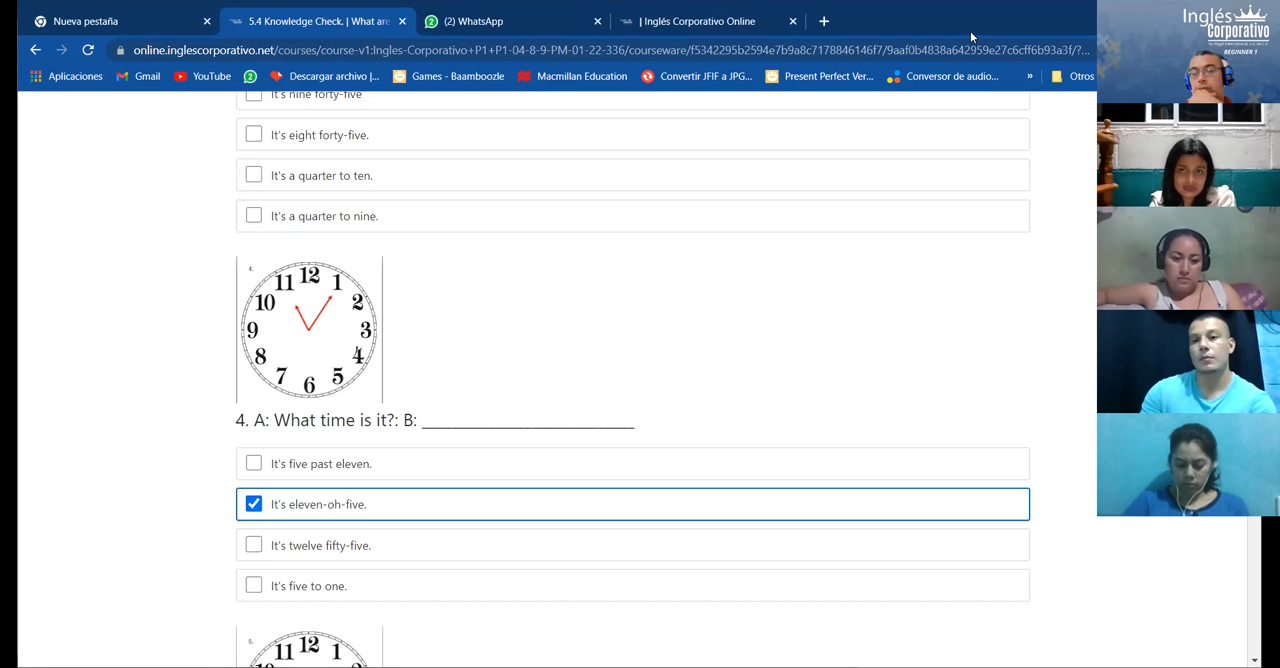 Nueva pestaña
5.4 Knowledge Check. | What are
(2) WhatsApp
| Inglés Corporativo Online
online.inglescorporativo.net/courses/course-v1:Ingles-Corporativo+P1+P1-04-8-9-PM-01-22-336/courseware/f5342295b2594e7b9a8c7178846146f7/9aaf0b4838a642959e27c6cff6b93a3f/?...
Aplicaciones
Gmail
YouTube
Descargar archivo |...
Games - Baamboozle
Macmillan Education
Convertir JFIF a JPG...
Present Perfect Ver...
Conversor de audio...
»
Otros
Inglés
Corporativo
BEGINNER 1
It's nine forty-five
It's eight forty-five.
It's a quarter to ten.
It's a quarter to nine.
4.
12
1
2
3
4
5
6
7
8
9
10
11
4. A: What time is it?: B: ___________________________
It's five past eleven.
It's eleven-oh-five.
It's twelve fifty-five.
It's five to one.
5.
11 12 1